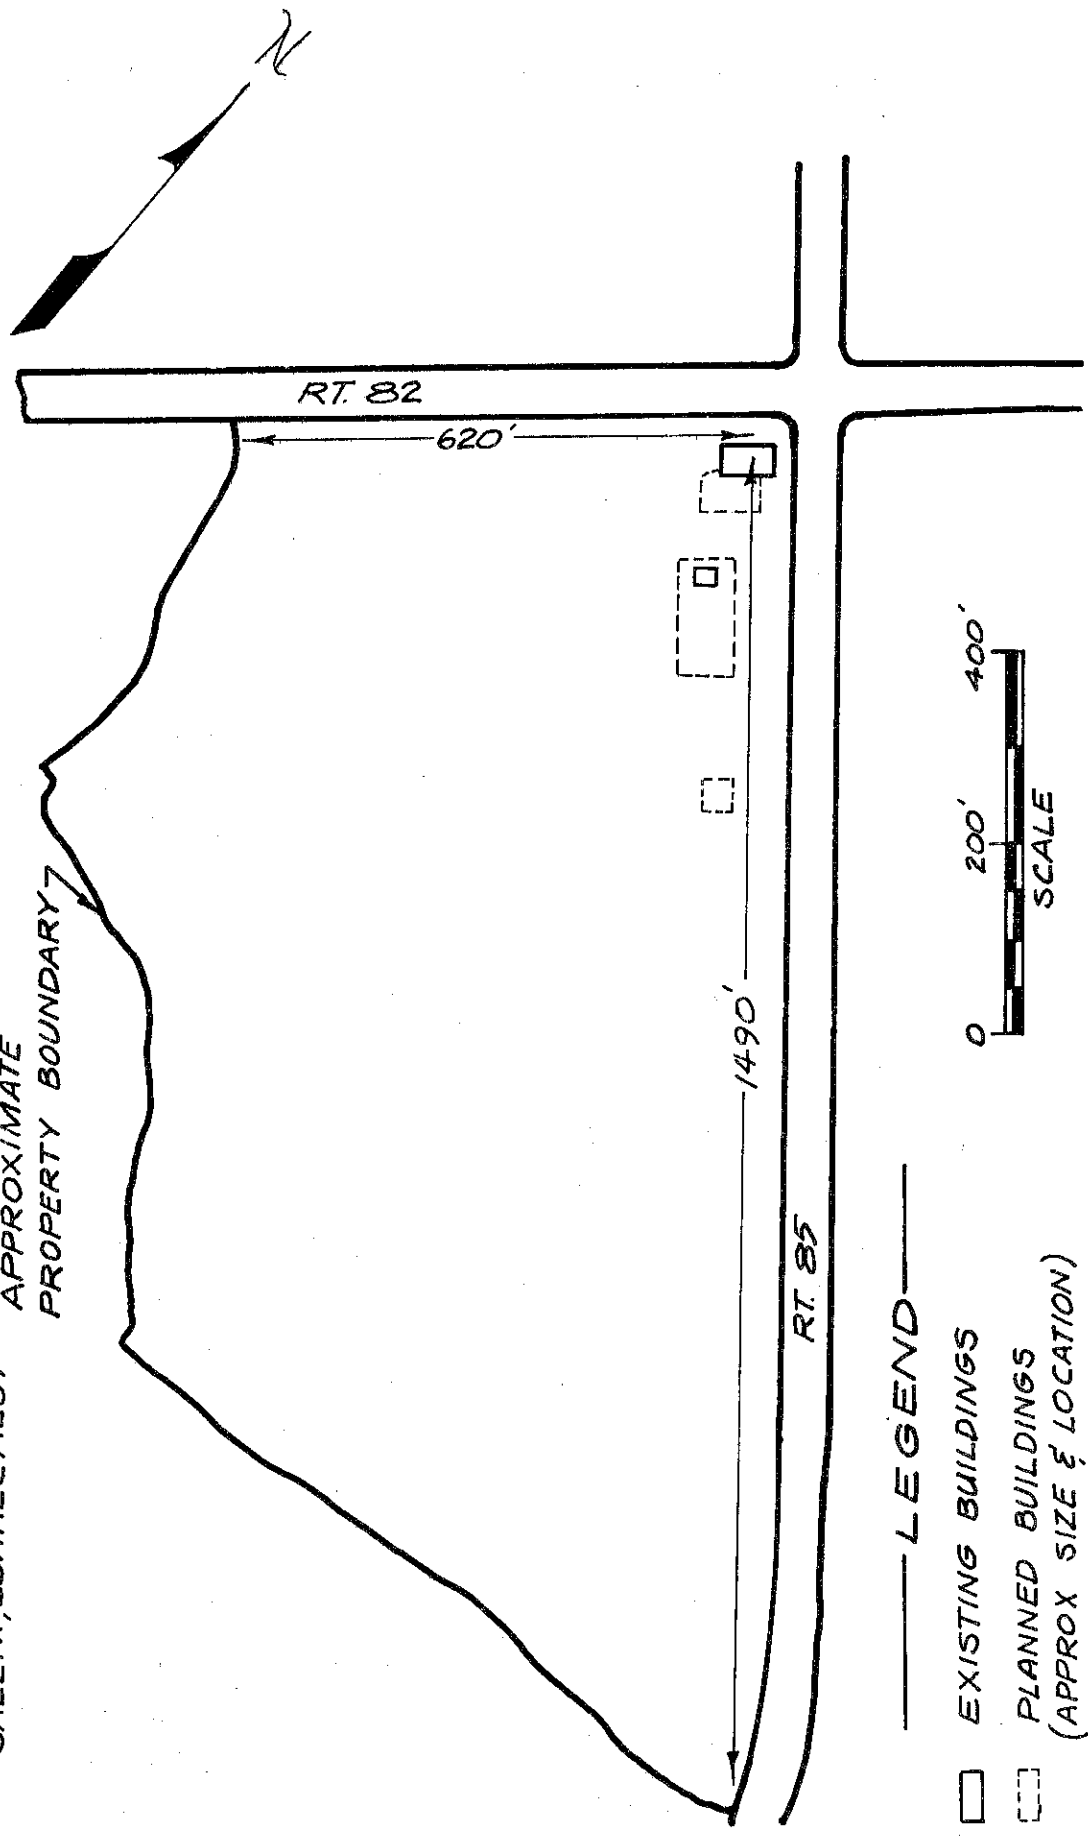 APPROXIMATE
PROPERTY BOUNDARY
N
RT. 82
620'
1490'
RT. 85
LEGEND
EXISTING BUILDINGS
PLANNED BUILDINGS
(APPROX SIZE & LOCATION)
0 200' 400'
SCALE